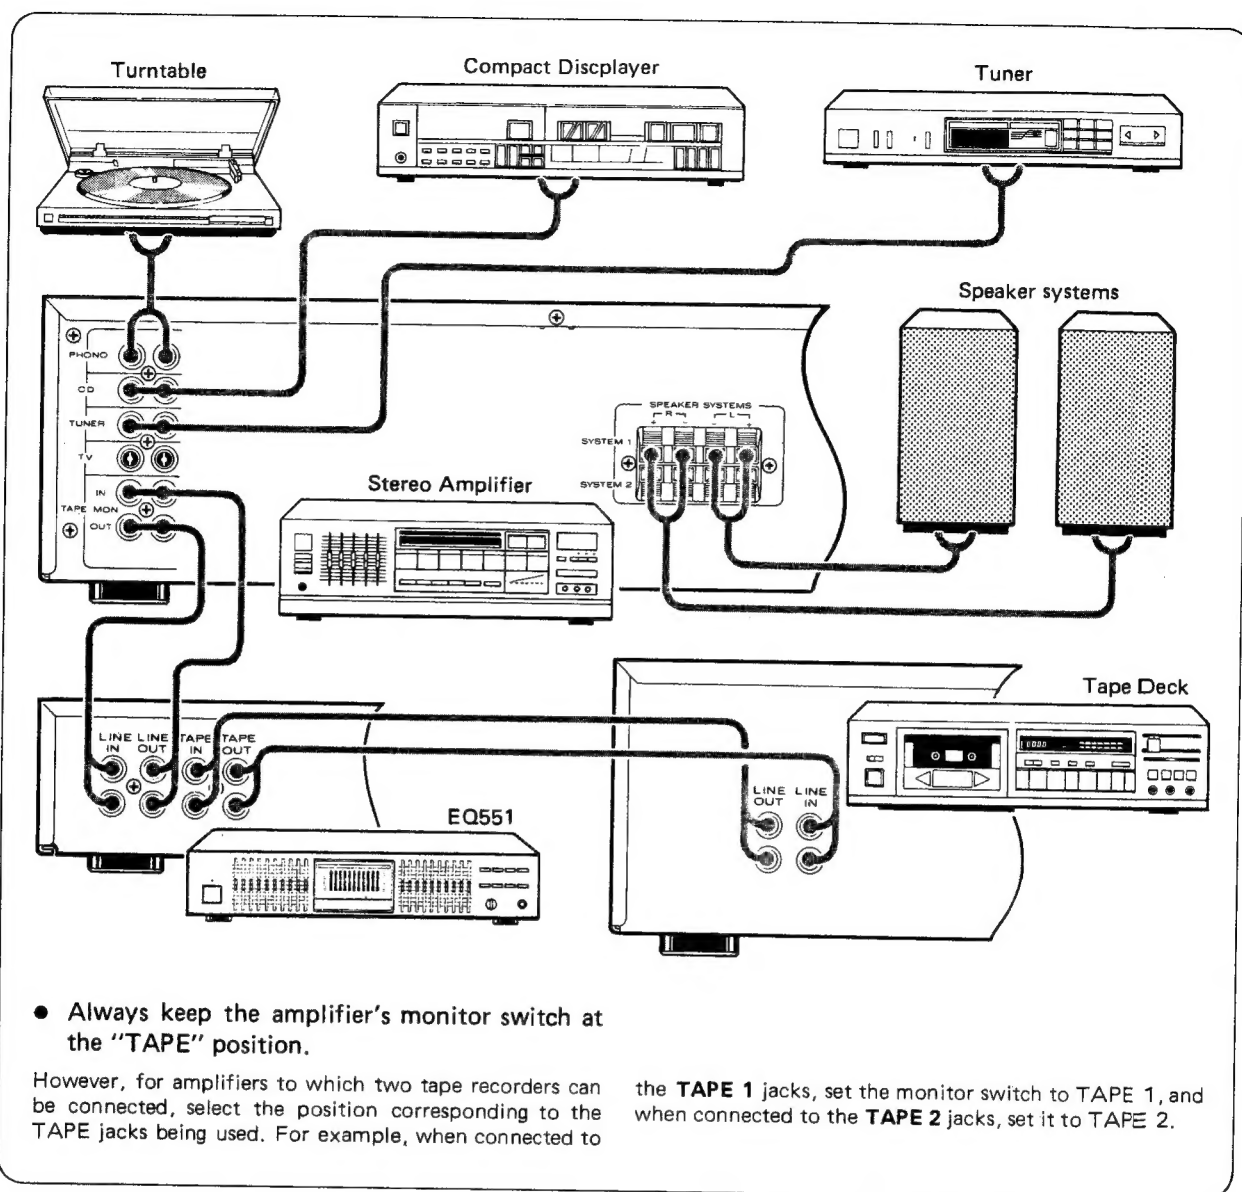 Turntable
Compact Discplayer
Tuner
Speaker systems
PHONO
CD
TUNER
TV
IN
TAPE MON
OUT
SPEAKER SYSTEMS
R L
+ - - +
SYSTEM 1
SYSTEM 2
Stereo Amplifier
Tape Deck
LINE LINE TAPE TAPE
IN OUT IN OUT
LINE LINE
OUT IN
EQ551
● Always keep the amplifier's monitor switch at
the "TAPE" position.
However, for amplifiers to which two tape recorders can
be connected, select the position corresponding to the
TAPE jacks being used. For example, when connected to
the TAPE 1 jacks, set the monitor switch to TAPE 1, and
when connected to the TAPE 2 jacks, set it to TAPE 2.